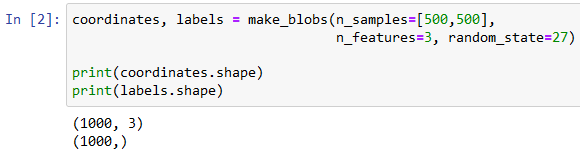 In [2]: coordinates, labels = make_blobs(n_samples=[500,500],
n_features=3, random_state=27)
print(coordinates.shape)
print(labels.shape)
(1000, 3)
(1000,)